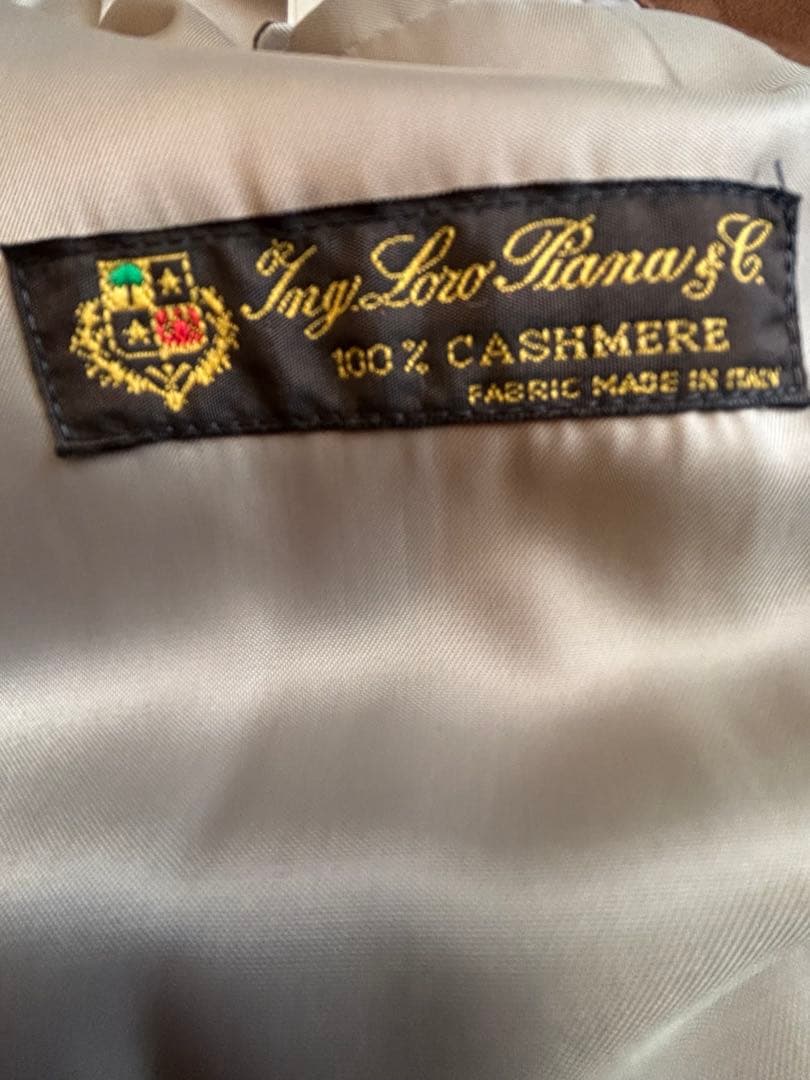 Ing. Loro Piana & C.
100% CASHMERE
FABRIC MADE IN ITALY